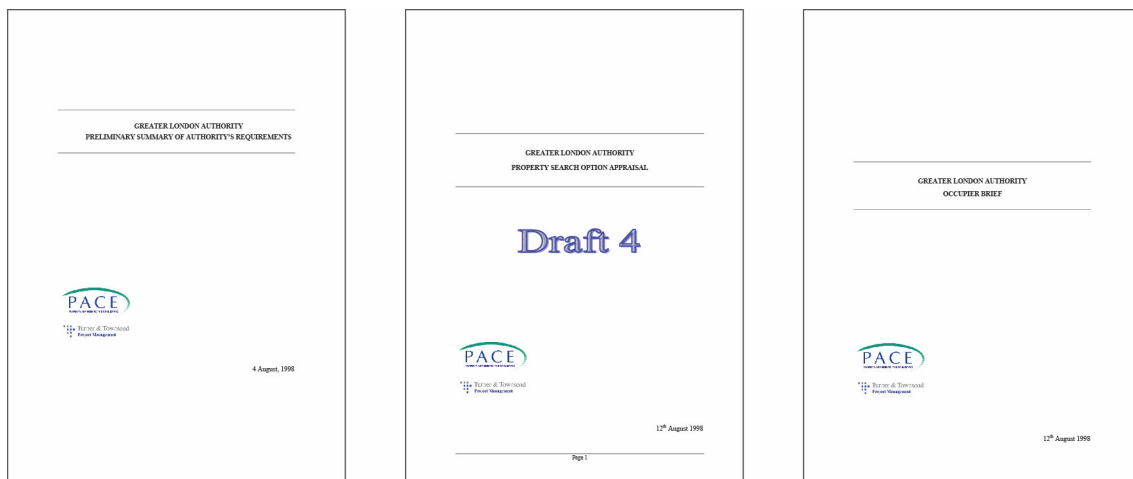 GREATER LONDON AUTHORITY
PRELIMINARY SUMMARY OF AUTHORITY'S REQUIREMENTS
PACE
Turner & Townsend
Project Management
4 August, 1998
GREATER LONDON AUTHORITY
PROPERTY SEARCH OPTION APPRAISAL
Draft 4
PACE
Turner & Townsend
Project Management
12th August 1998
Page 1
GREATER LONDON AUTHORITY
OCCUPIER BRIEF
PACE
Turner & Townsend
Project Management
12th August 1998